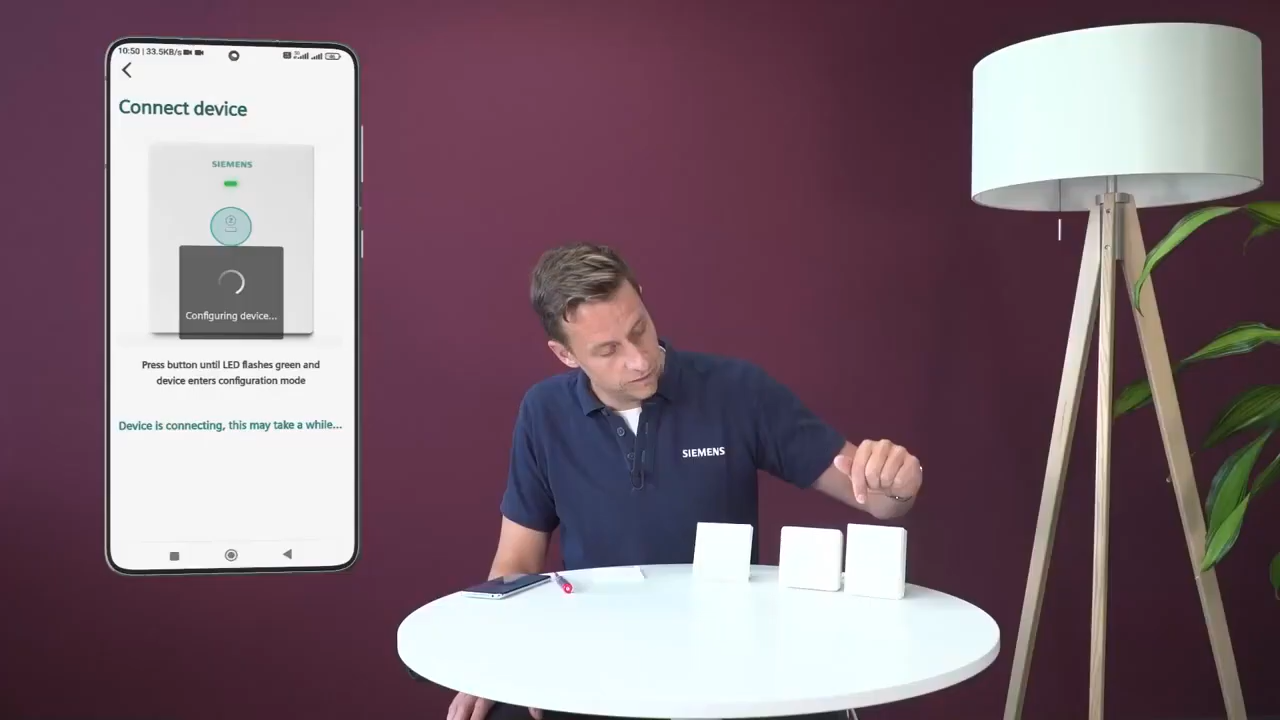 10:50 | 33.5KB/s
Connect device
SIEMENS
Configuring device...
Press button until LED flashes green and
device enters configuration mode
Device is connecting, this may take a while...
SIEMENS